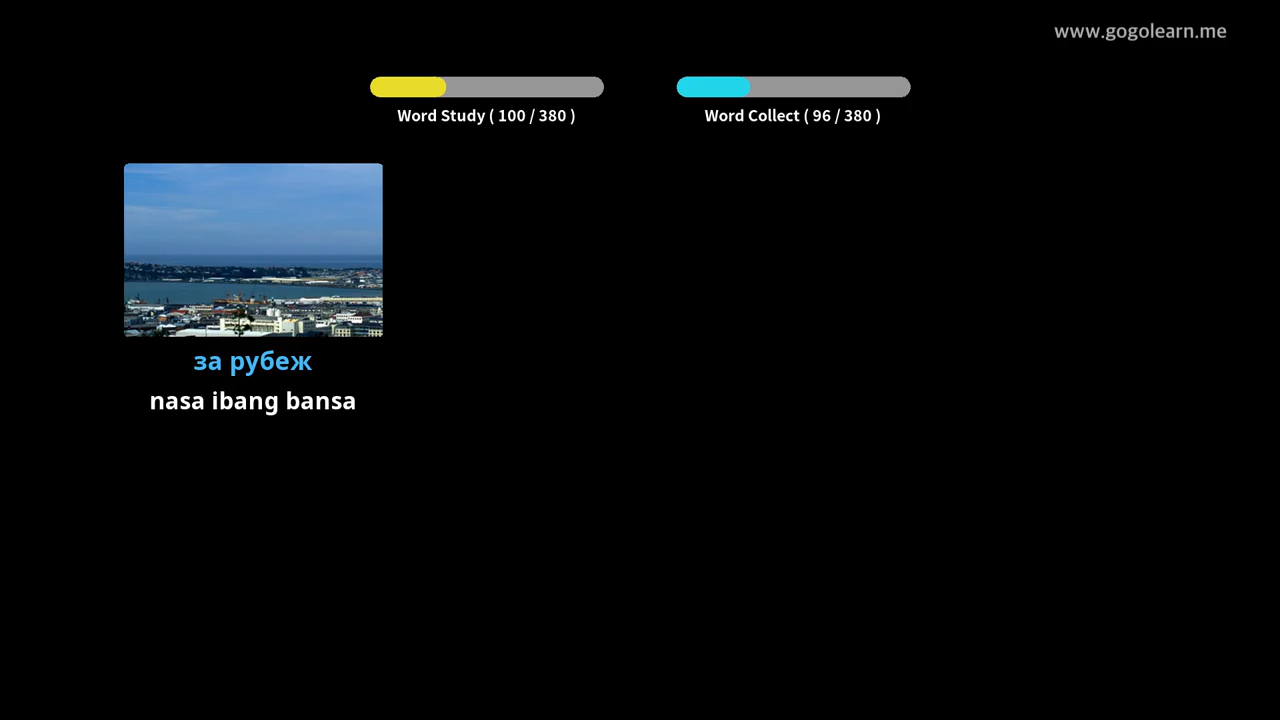 www.gogolearn.me
Word Study ( 100 / 380 )
Word Collect ( 96 / 380 )
за рубеж
nasa ibang bansa